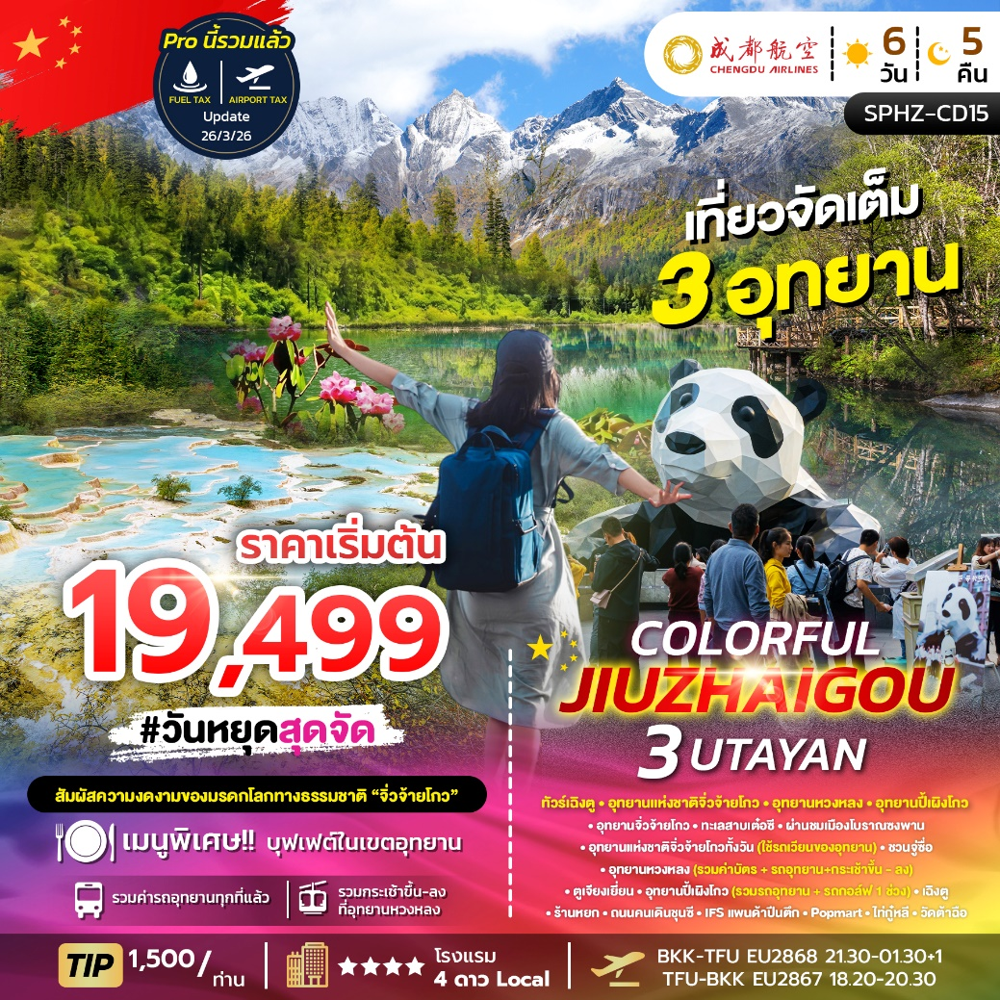 Pro นี้รวมแล้ว
FUEL TAX
AIRPORT TAX
Update
26/3/26
成都航空
CHENGDU AIRLINES
6 วัน
5 คืน
SPHZ-CD15
เที่ยวจัดเต็ม
3 อุทยาน
ราคาเริ่มต้น
19,499
#วันหยุดสุดจัด
COLORFUL
JIUZHAIGOU
3 UTAYAN
สัมผัสความงดงามของมรดกโลกทางธรรมชาติ “จิ่วจ้ายโกว”
เมนูพิเศษ!! บุฟเฟต์ในเขตอุทยาน
รวมค่ารถอุทยานทุกที่แล้ว
รวมกระเช้าขึ้น-ลง
ที่อุทยานหวงหลง
ทัวร์เฉิงตู • อุทยานแห่งชาติจิ่วจ้ายโกว • อุทยานหวงหลง • อุทยานปี้เผิงโกว
• อุทยานจิ่วจ้ายโกว • ทะเลสาบเต๋อซี • ผ่านชมเมืองโบราณซงพาน
• อุทยานแห่งชาติจิ่วจ้ายโกวทั้งวัน (ใช้รถเวียนของอุทยาน) • ชวนจู้ซื่อ
• อุทยานหวงหลง (รวมค่าบัตร + รถอุทยาน+กระเช้าขึ้น - ลง)
• ตูเจียงเยี่ยน • อุทยานปี้เผิงโกว (รวมรถอุทยาน + รถกอล์ฟ 1 ช่วง) • เฉิงตู
• ร้านหยก • ถนนคนเดินชุนซี • IFS แพนด้าปีนตึก • Popmart • ไท่กู๋หลี • วัดต้าฉือ
TIP 1,500/ท่าน
โรงแรม
4 ดาว Local
BKK-TFU EU2868 21.30-01.30+1
TFU-BKK EU2867 18.20-20.30